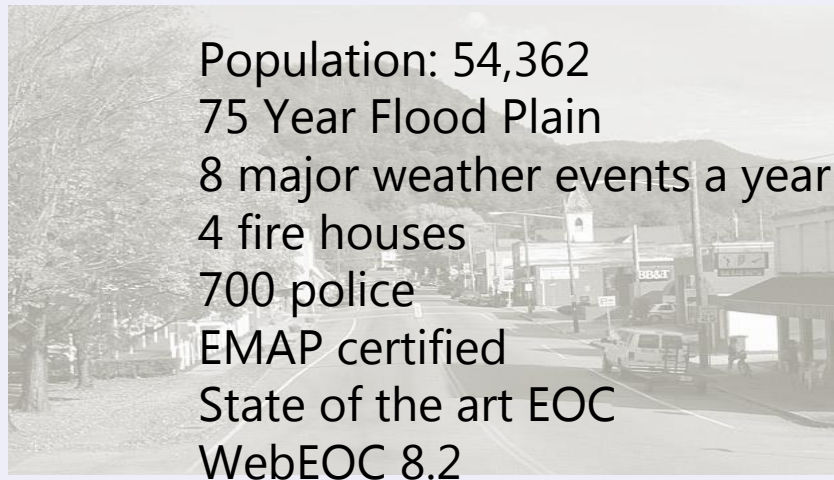 Population: 54,362
75 Year Flood Plain
8 major weather events a year
4 fire houses
700 police
EMAP certified
State of the art EOC
WebEOC 8.2
BB&T